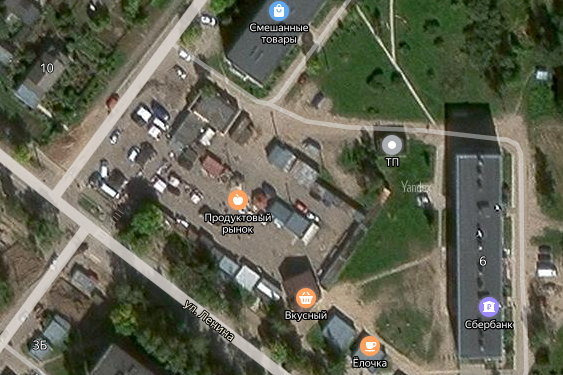 Смешанные
товары
10
ТП
Yandex
Продуктовый
рынок
6
ул. Ленина
Вкусный
Сбербанк
3Б
Ёлочка